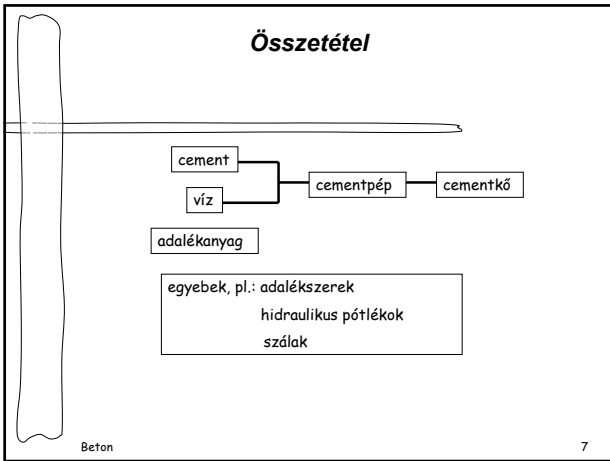 Összetétel
cement
víz
cementpép
cementkő
adalékanyag
egyebek, pl.: adalékszerek
hidraulikus pótlékok
szálak
Beton
7